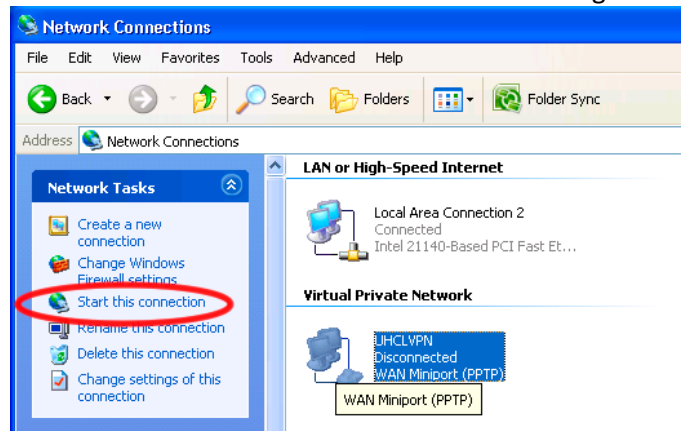 Network Connections
File Edit View Favorites Tools Advanced Help
Back Search Folders Folder Sync
Address Network Connections
Network Tasks
Create a new
connection
Change Windows
Firewall settings
Start this connection
Rename this connection
Delete this connection
Change settings of this
connection
LAN or High-Speed Internet
Local Area Connection 2
Connected
Intel 21140-Based PCI Fast Et...
Virtual Private Network
Disconnected
WAN Miniport (PPTP)
WAN Miniport (PPTP)